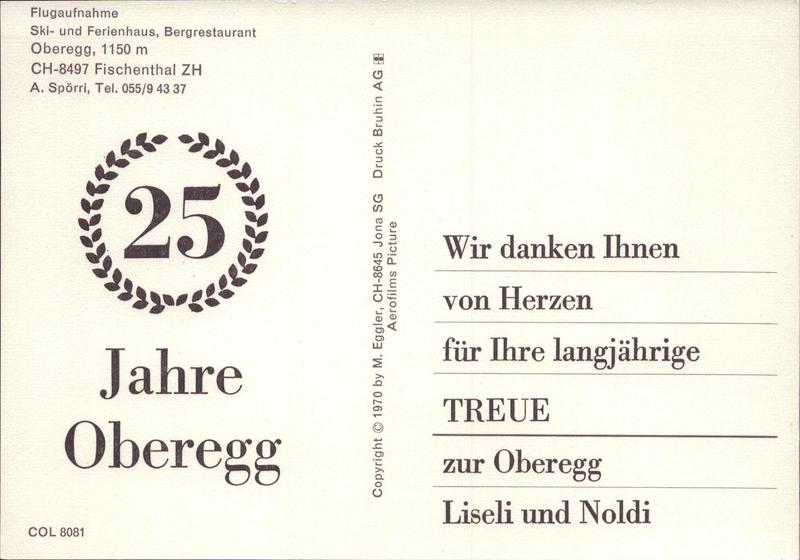 Flugaufnahme
Ski- und Ferienhaus, Bergrestaurant
Oberegg, 1150 m
CH-8497 Fischenthal ZH
A. Spörri, Tel. 055/9 43 37
25
Jahre
Oberegg
COL 8081
Copyright © 1970 by M. Eggler, CH-8645 Jona SG Druck Bruhin AG
Aerofilms Picture
Wir danken Ihnen
von Herzen
für Ihre langjährige
TREUE
zur Oberegg
Liseli und Noldi